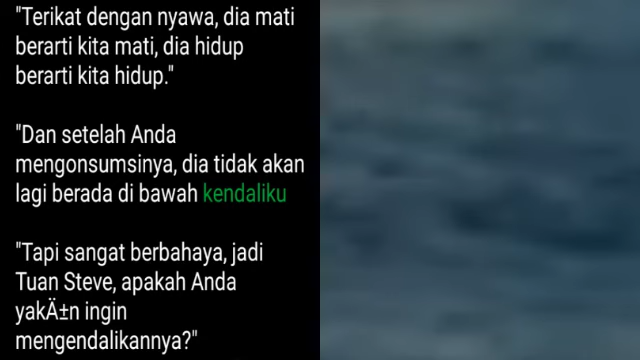 "Terikat dengan nyawa, dia mati
berarti kita mati, dia hidup
berarti kita hidup."
"Dan setelah Anda
mengonsumsinya, dia tidak akan
lagi berada di bawah kendaliku
"Tapi sangat berbahaya, jadi
Tuan Steve, apakah Anda
yakÄ±n ingin
mengendalikannya?"